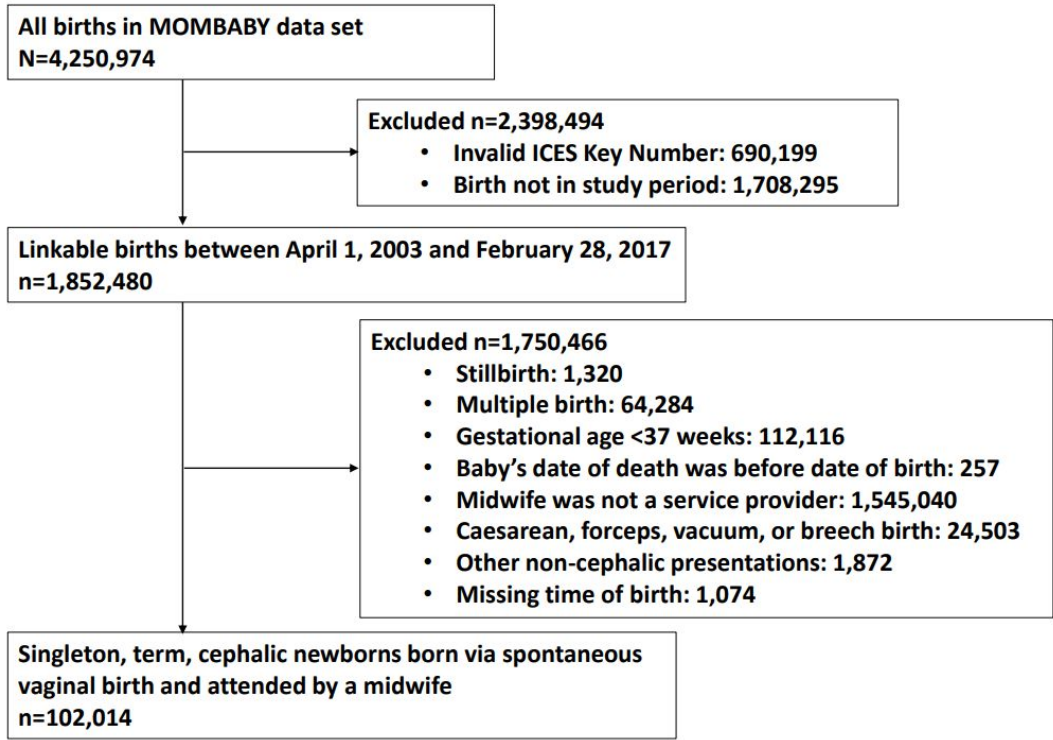 All births in MOMBABY data set
N=4,250,974
Excluded n=2,398,494
• Invalid ICES Key Number: 690,199
• Birth not in study period: 1,708,295
Linkable births between April 1, 2003 and February 28, 2017
n=1,852,480
Excluded n=1,750,466
• Stillbirth: 1,320
• Multiple birth: 64,284
• Gestational age <37 weeks: 112,116
• Baby's date of death was before date of birth: 257
• Midwife was not a service provider: 1,545,040
• Caesarean, forceps, vacuum, or breech birth: 24,503
• Other non-cephalic presentations: 1,872
• Missing time of birth: 1,074
Singleton, term, cephalic newborns born via spontaneous
vaginal birth and attended by a midwife
n=102,014